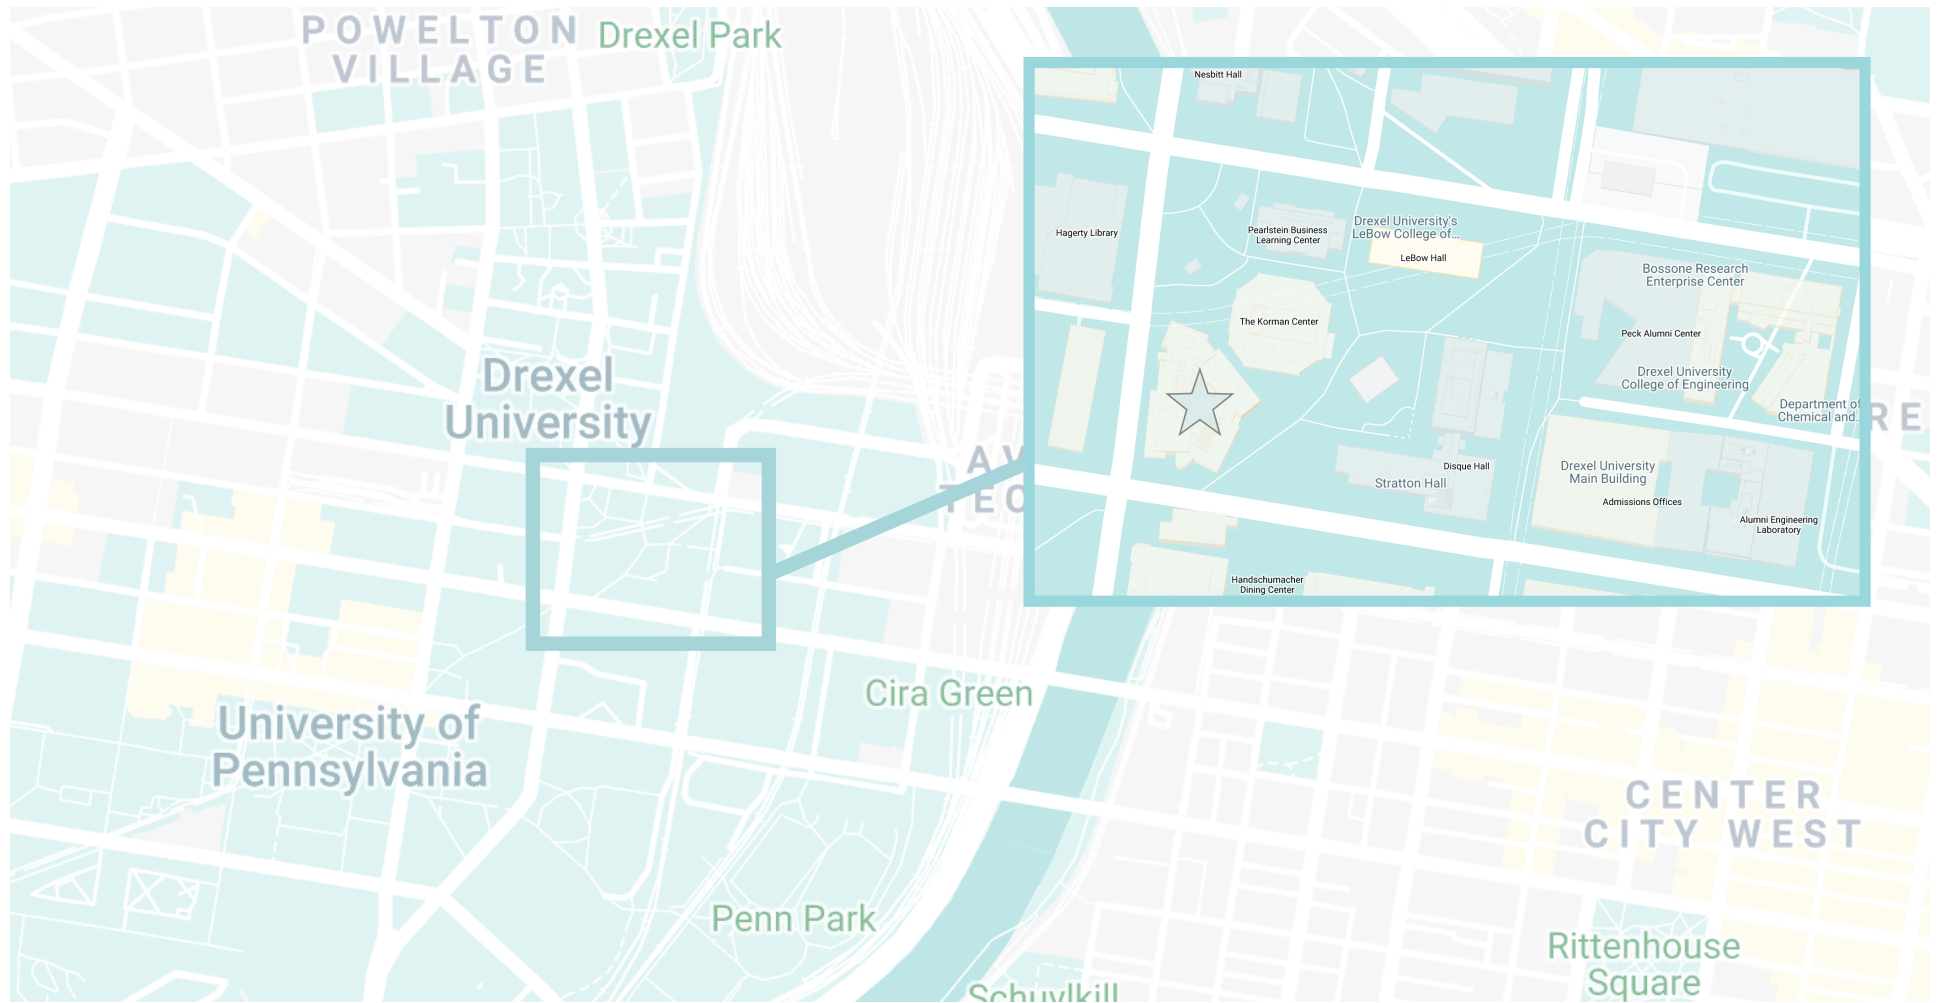 POWELTON
VILLAGE
Drexel Park
Drexel
University
University of
Pennsylvania
Cira Green
Penn Park
AV
TEC
RE
CENTER
CITY WEST
Rittenhouse
Square
Schuylkill
Nesbitt Hall
Hagerty Library
Pearlstein Business
Learning Center
Drexel University's
LeBow College of...
LeBow Hall
The Korman Center
Bossone Research
Enterprise Center
Peck Alumni Center
Drexel University
College of Engineering
Department of
Chemical and...
Disque Hall
Stratton Hall
Drexel University
Main Building
Admissions Offices
Alumni Engineering
Laboratory
Handschumacher
Dining Center